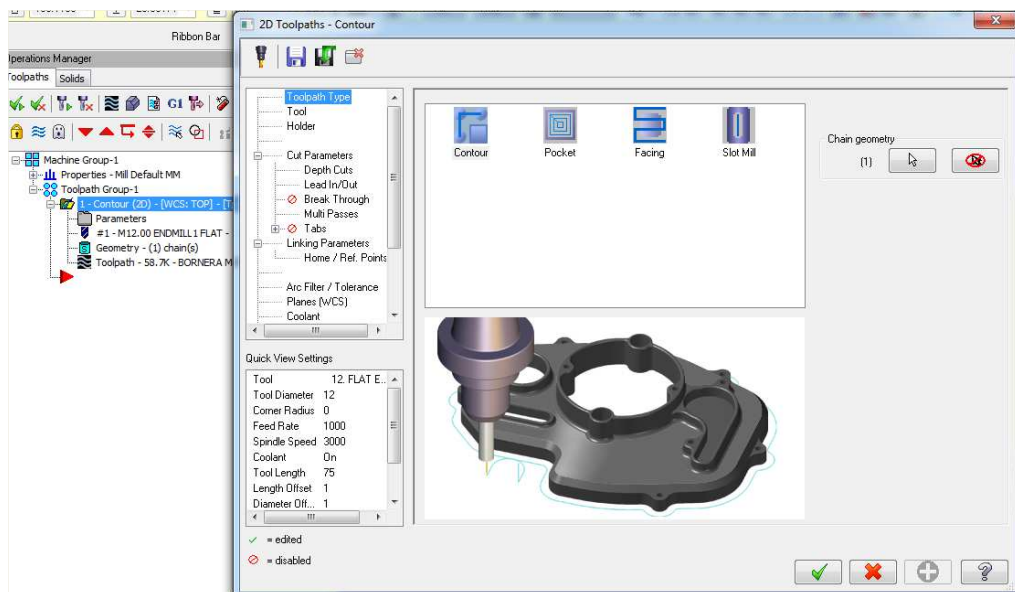 Ribbon Bar
Operations Manager
Toolpaths Solids
G1
Machine Group-1
Properties - Mill Default MM
Toolpath Group-1
1 - Contour (2D) - [WCS: TOP] - [T
Parameters
#1 - M12.00 ENDMILL1 FLAT -
Geometry - (1) chain(s)
Toolpath - 58.7K - BORNERA M
2D Toolpaths - Contour
Toolpath Type
Tool
Holder
Cut Parameters
Depth Cuts
Lead In/Out
Break Through
Multi Passes
Tabs
Linking Parameters
Home / Ref. Points
Arc Filter / Tolerance
Planes (WCS)
Coolant
Quick View Settings
Tool 12. FLAT E...
Tool Diameter 12
Corner Radius 0
Feed Rate 1000
Spindle Speed 3000
Coolant On
Tool Length 75
Length Offset 1
Diameter Off... 1
= edited
= disabled
Contour Pocket Facing Slot Mill
Chain geometry
(1)